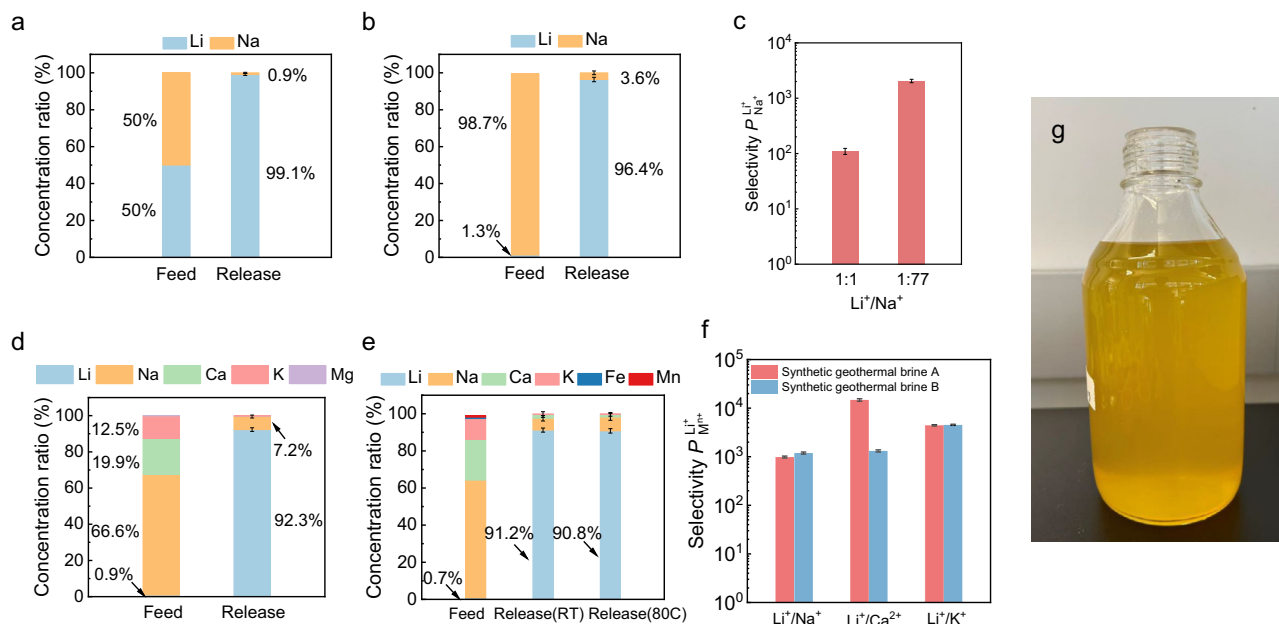 a
Li Na
Concentration ratio (%)
100
80
60
40
20
0
50%
50%
0.9%
99.1%
Feed Release
b
Li Na
Concentration ratio (%)
100
80
60
40
20
0
98.7%
1.3%
3.6%
96.4%
Feed Release
c
Selectivity P Li+ Na+
10^4
10^3
10^2
10^1
10^0
1:1 1:77
Li+/Na+
d
Li Na Ca K Mg
Concentration ratio (%)
100
80
60
40
20
0
12.5%
19.9%
66.6%
0.9%
7.2%
92.3%
Feed Release
e
Li Na Ca K Fe Mn
Concentration ratio (%)
100
80
60
40
20
0
0.7%
91.2%
90.8%
Feed Release(RT) Release(80C)
f
Synthetic geothermal brine A
Synthetic geothermal brine B
Selectivity P Li+ Mn+
10^5
10^4
10^3
10^2
10^1
10^0
Li+/Na+ Li+/Ca2+ Li+/K+
g